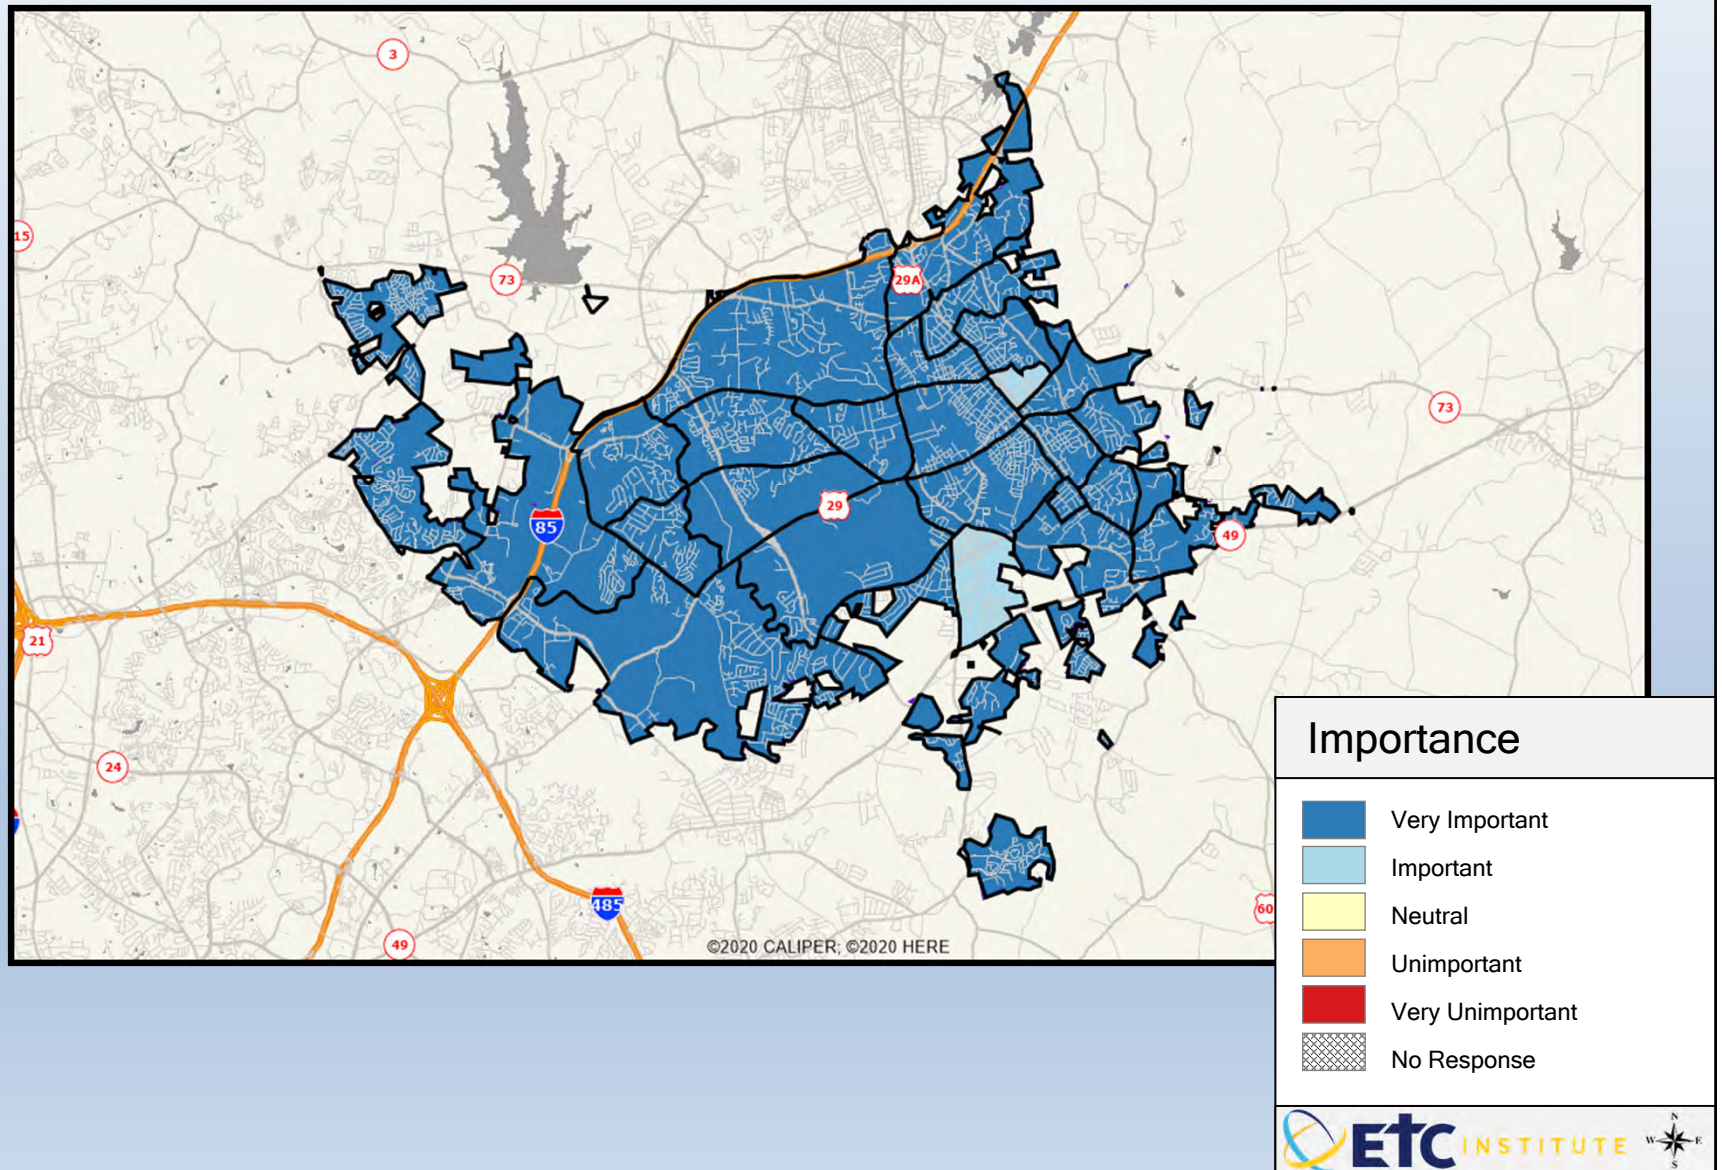 3
15
73
29A
73
29
85
49
21
24
485
49
60
©2020 CALIPER; ©2020 HERE
Importance
Very Important
Important
Neutral
Unimportant
Very Unimportant
No Response
ETC INSTITUTE
N
W E
S